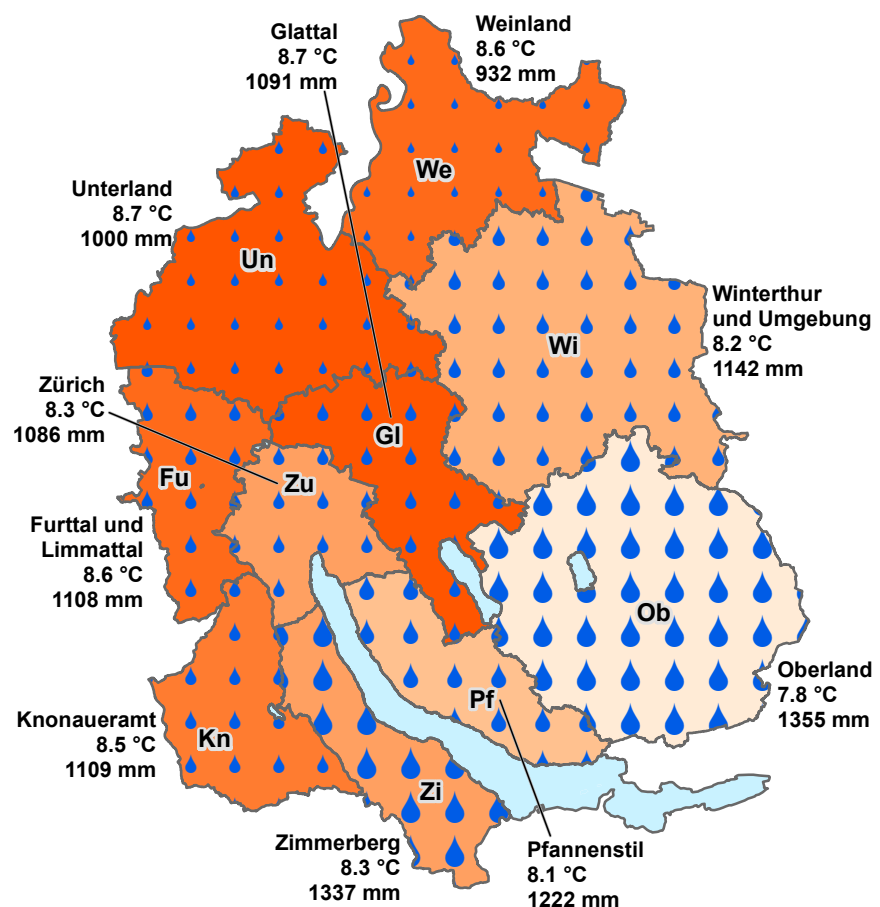 Glattal
8.7 °C
1091 mm
Weinland
8.6 °C
932 mm
We
Unterland
8.7 °C
1000 mm
Un
Winterthur
und Umgebung
8.2 °C
1142 mm
Wi
Zürich
8.3 °C
1086 mm
Gl
Fu
Zu
Furttal und
Limmattal
8.6 °C
1108 mm
Ob
Oberland
7.8 °C
1355 mm
Pf
Knonaueramt
8.5 °C
1109 mm
Kn
Zi
Zimmerberg
8.3 °C
1337 mm
Pfannenstil
8.1 °C
1222 mm